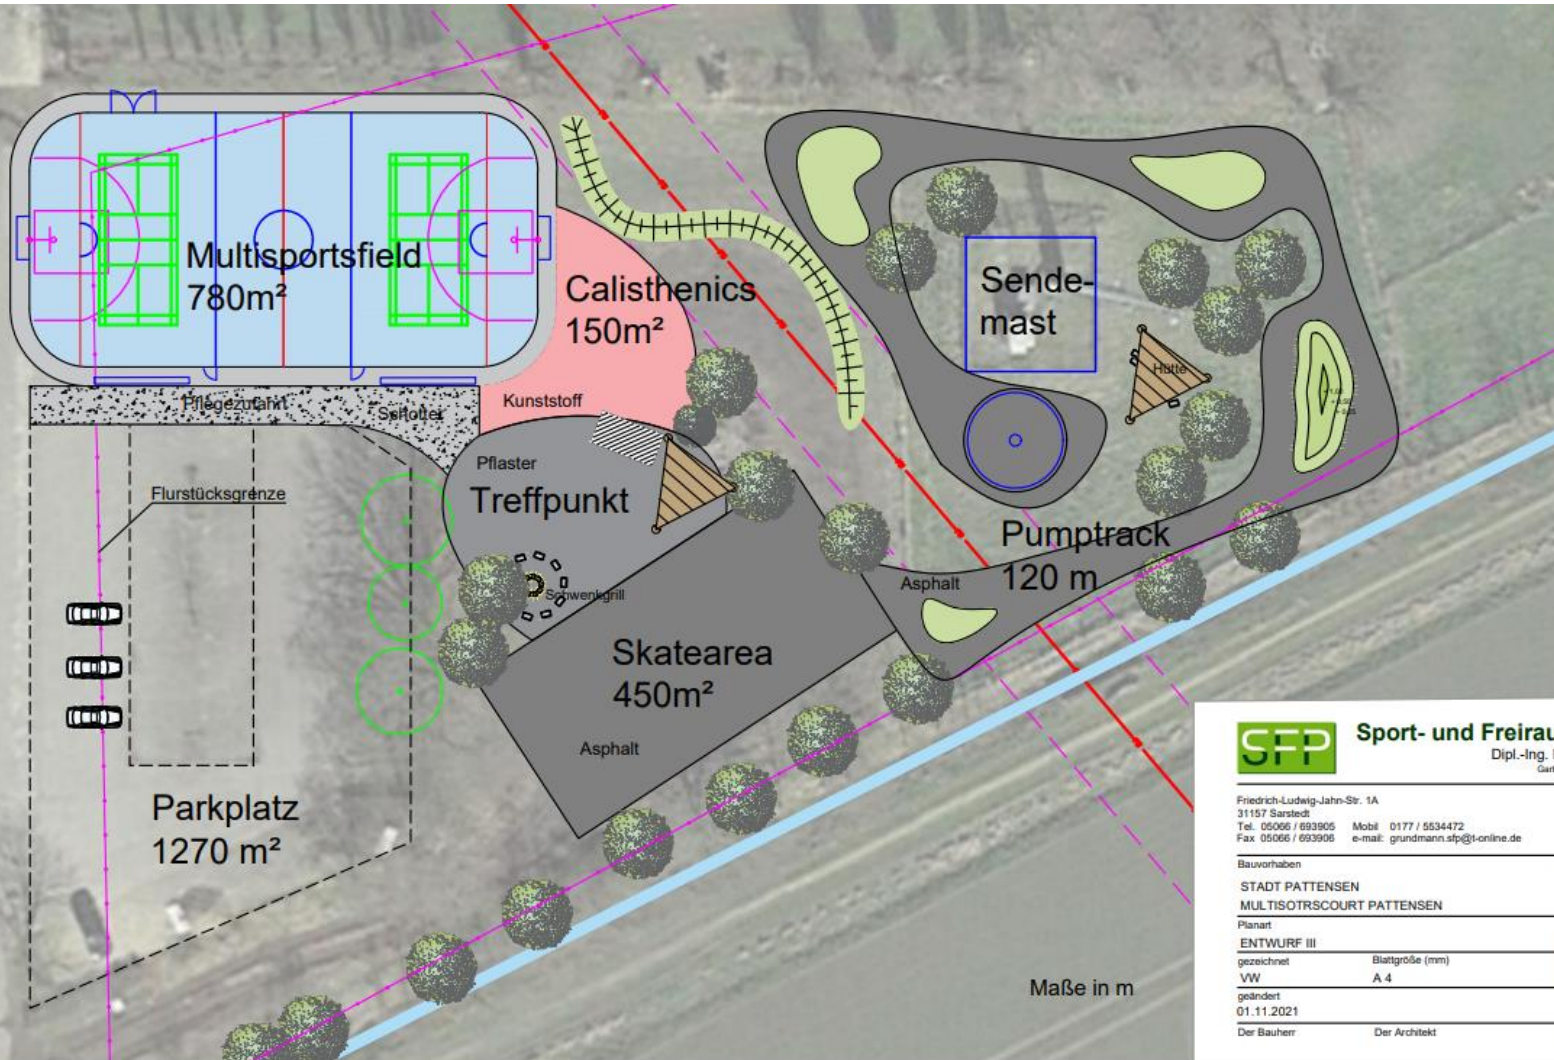 Multisportsfield
780m²
Calisthenics
150m²
Sende-
mast
Hütte
Pflegezufahrt
Schotter
Kunststoff
Pflaster
Treffpunkt
Flurstücksgrenze
Schwenkgrill
Pumptrack
120 m
Asphalt
Skatearea
450m²
Asphalt
Parkplatz
1270 m²
Maße in m
SFP
Sport- und Freirau
Dipl.-Ing.
Friedrich-Ludwig-Jahn-Str. 1A
31157 Sarstedt
Tel. 05066 / 693905 Mobil 0177 / 5534472
Fax 05066 / 693906 e-mail: grundmann.sfp@t-online.de
Bauvorhaben
STADT PATTENSEN
MULTISOTRSCOURT PATTENSEN
Planart
ENTWURF III
gezeichnet Blattgröße (mm)
VW A 4
geändert
01.11.2021
Der Bauherr Der Architekt